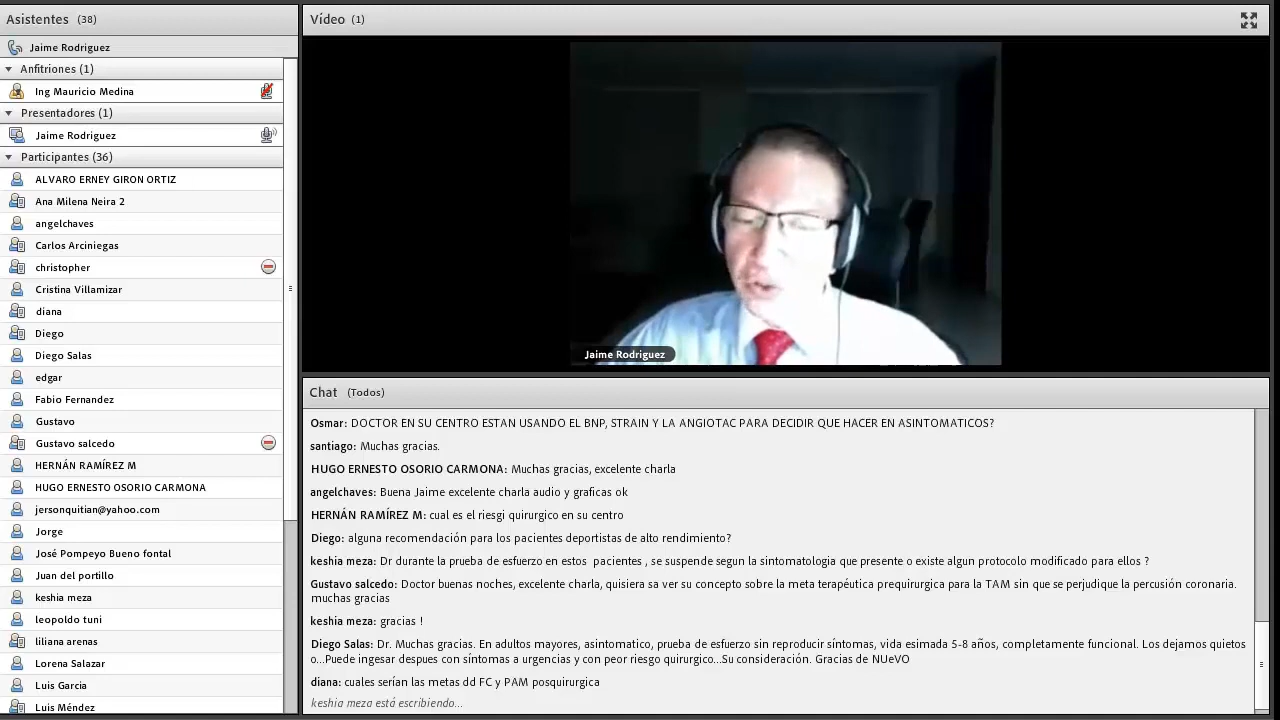 Asistentes (38)
Jaime Rodriguez
Anfitriones (1)
Ing Mauricio Medina
Presentadores (1)
Jaime Rodriguez
Participantes (36)
ALVARO ERNEY GIRON ORTIZ
Ana Milena Neira 2
angelchaves
Carlos Arciniegas
christopher
Cristina Villamizar
diana
Diego
Diego Salas
edgar
Fabio Fernandez
Gustavo
Gustavo salcedo
HERNÁN RAMÍREZ M
HUGO ERNESTO OSORIO CARMONA
jersonquitian@yahoo.com
Jorge
José Pompeyo Bueno fontal
Juan del portillo
keshia meza
leopoldo tuni
liliana arenas
Lorena Salazar
Luis Garcia
Luis Méndez
Vídeo (1)
Jaime Rodriguez
Chat (Todos)
Osmar: DOCTOR EN SU CENTRO ESTAN USANDO EL BNP, STRAIN Y LA ANGIOTAC PARA DECIDIR QUE HACER EN ASINTOMATICOS?
santiago: Muchas gracias.
HUGO ERNESTO OSORIO CARMONA: Muchas gracias, excelente charla
angelchaves: Buena Jaime excelente charla audio y graficas ok
HERNÁN RAMÍREZ M: cual es el riesgi quirurgico en su centro
Diego: alguna recomendación para los pacientes deportistas de alto rendimiento?
keshia meza: Dr durante la prueba de esfuerzo en estos pacientes , se suspende segun la sintomatologia que presente o existe algun protocolo modificado para ellos ?
Gustavo salcedo: Doctor buenas noches, excelente charla, quisiera sa ver su concepto sobre la meta terapéutica prequirurgica para la TAM sin que se perjudique la percusión coronaria.
muchas gracias
keshia meza: gracias !
Diego Salas: Dr. Muchas gracias. En adultos mayores, asintomatico, prueba de esfuerzo sin reproducir síntomas, vida esimada 5-8 años, completamente funcional. Los dejamos quietos
o...Puede ingresar despues con síntomas a urgencias y con peor riesgo quirurgico...Su consideración. Gracias de NUeVO
diana: cuales serían las metas dd FC y PAM posquirurgica
keshia meza está escribiendo...